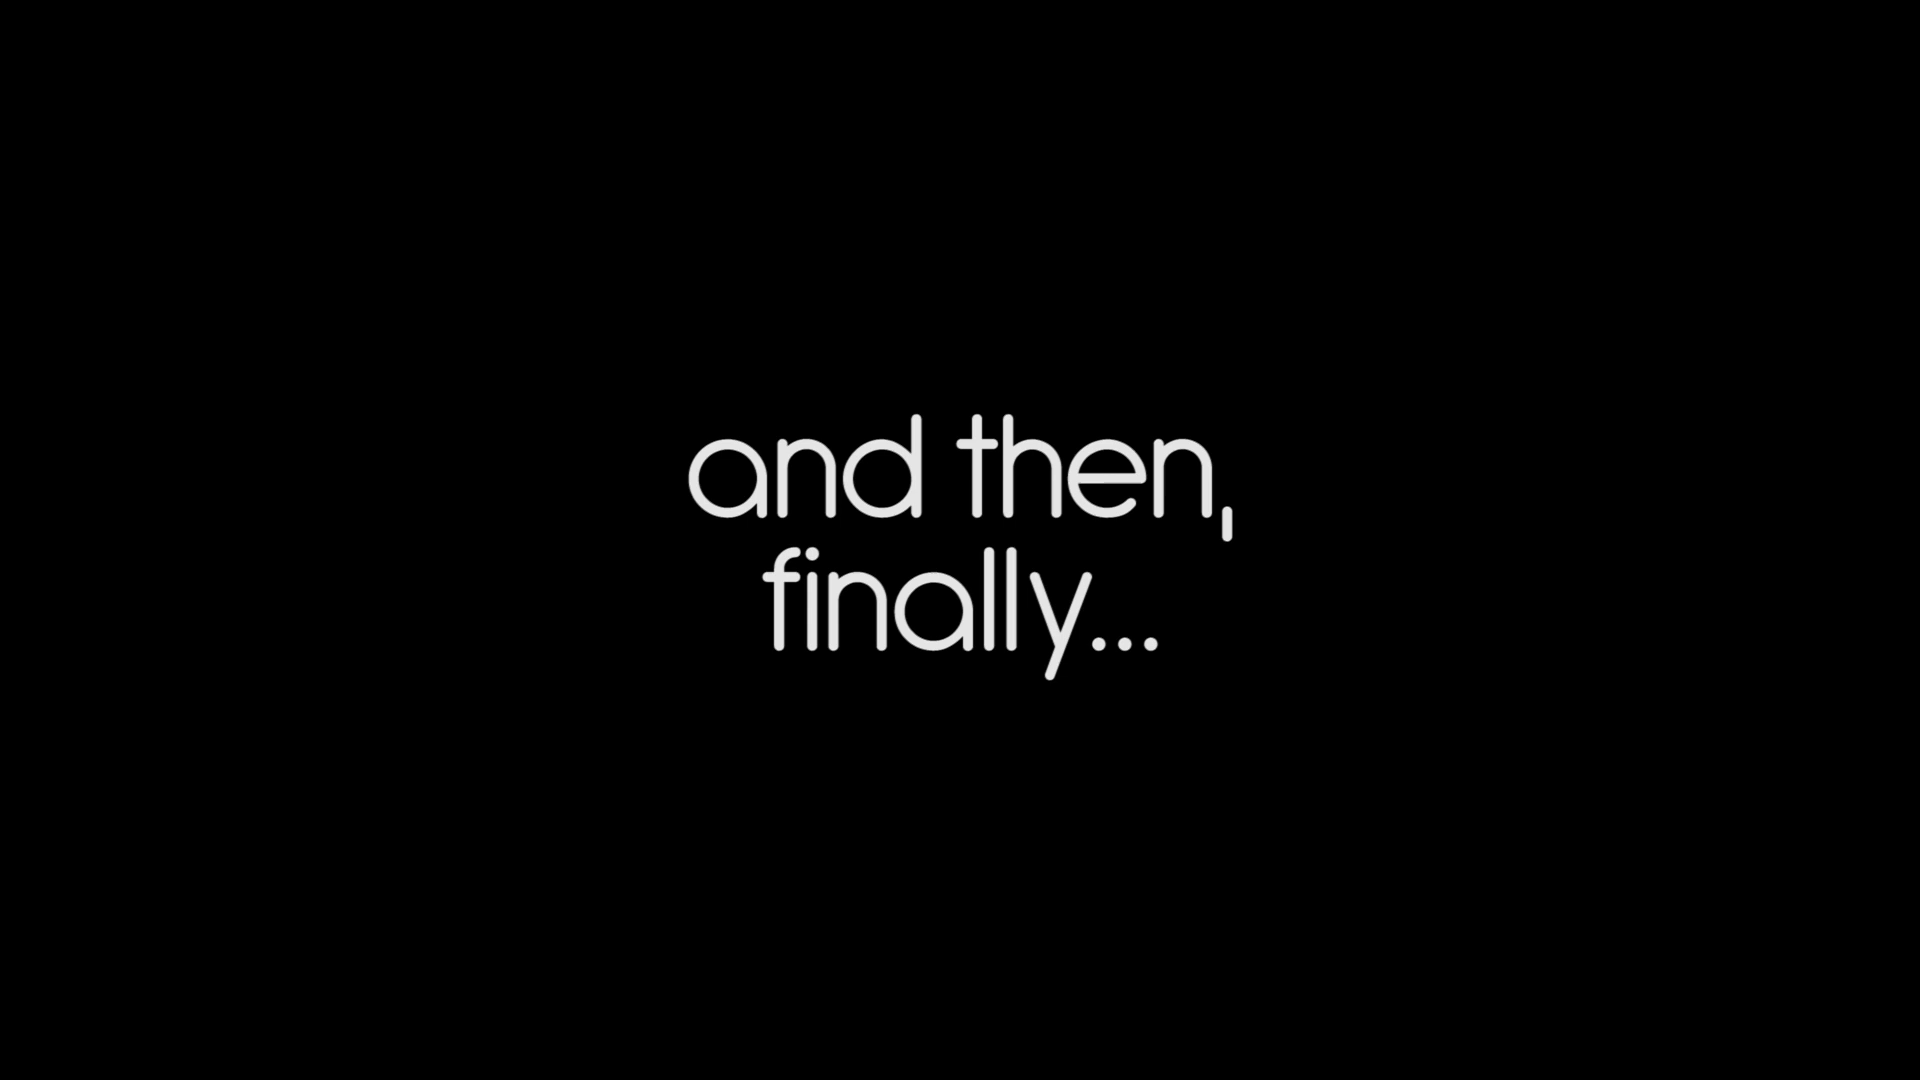 and then,
finally...